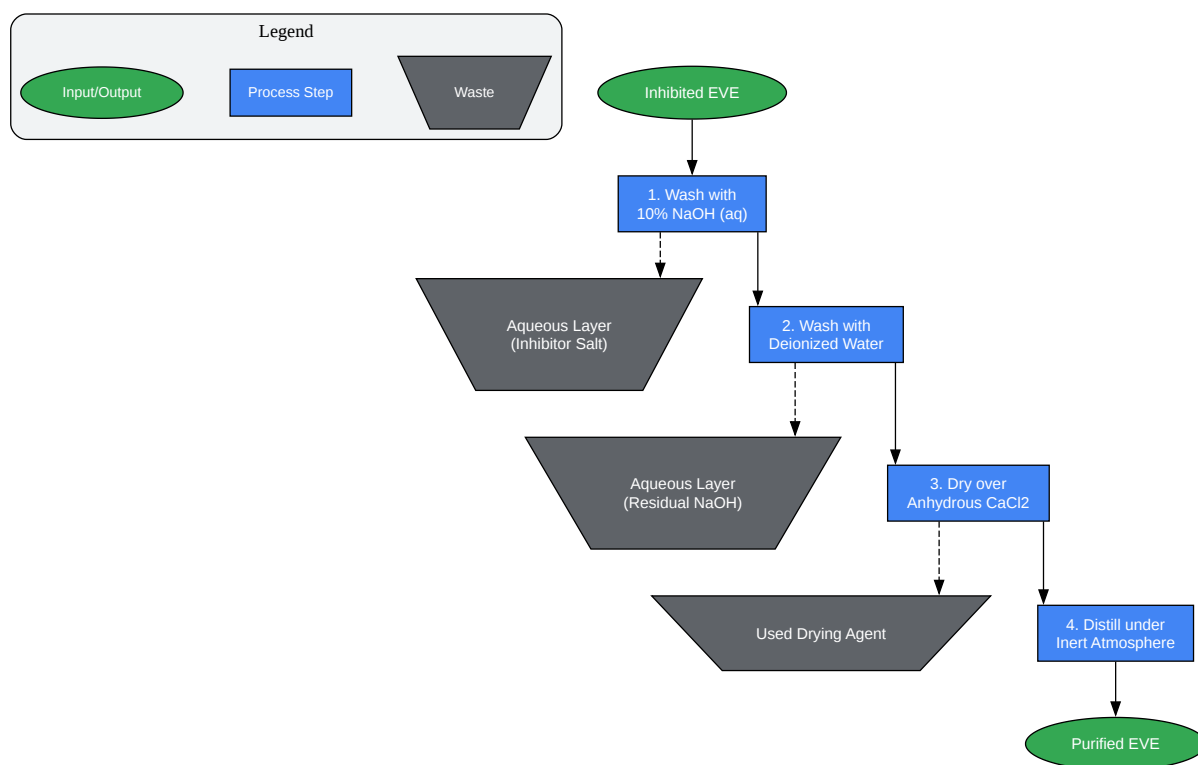 Legend
Input/Output
Process Step
Waste
Inhibited EVE
1. Wash with
10% NaOH (aq)
Aqueous Layer
(Inhibitor Salt)
2. Wash with
Deionized Water
Aqueous Layer
(Residual NaOH)
3. Dry over
Anhydrous CaCl2
Used Drying Agent
4. Distill under
Inert Atmosphere
Purified EVE